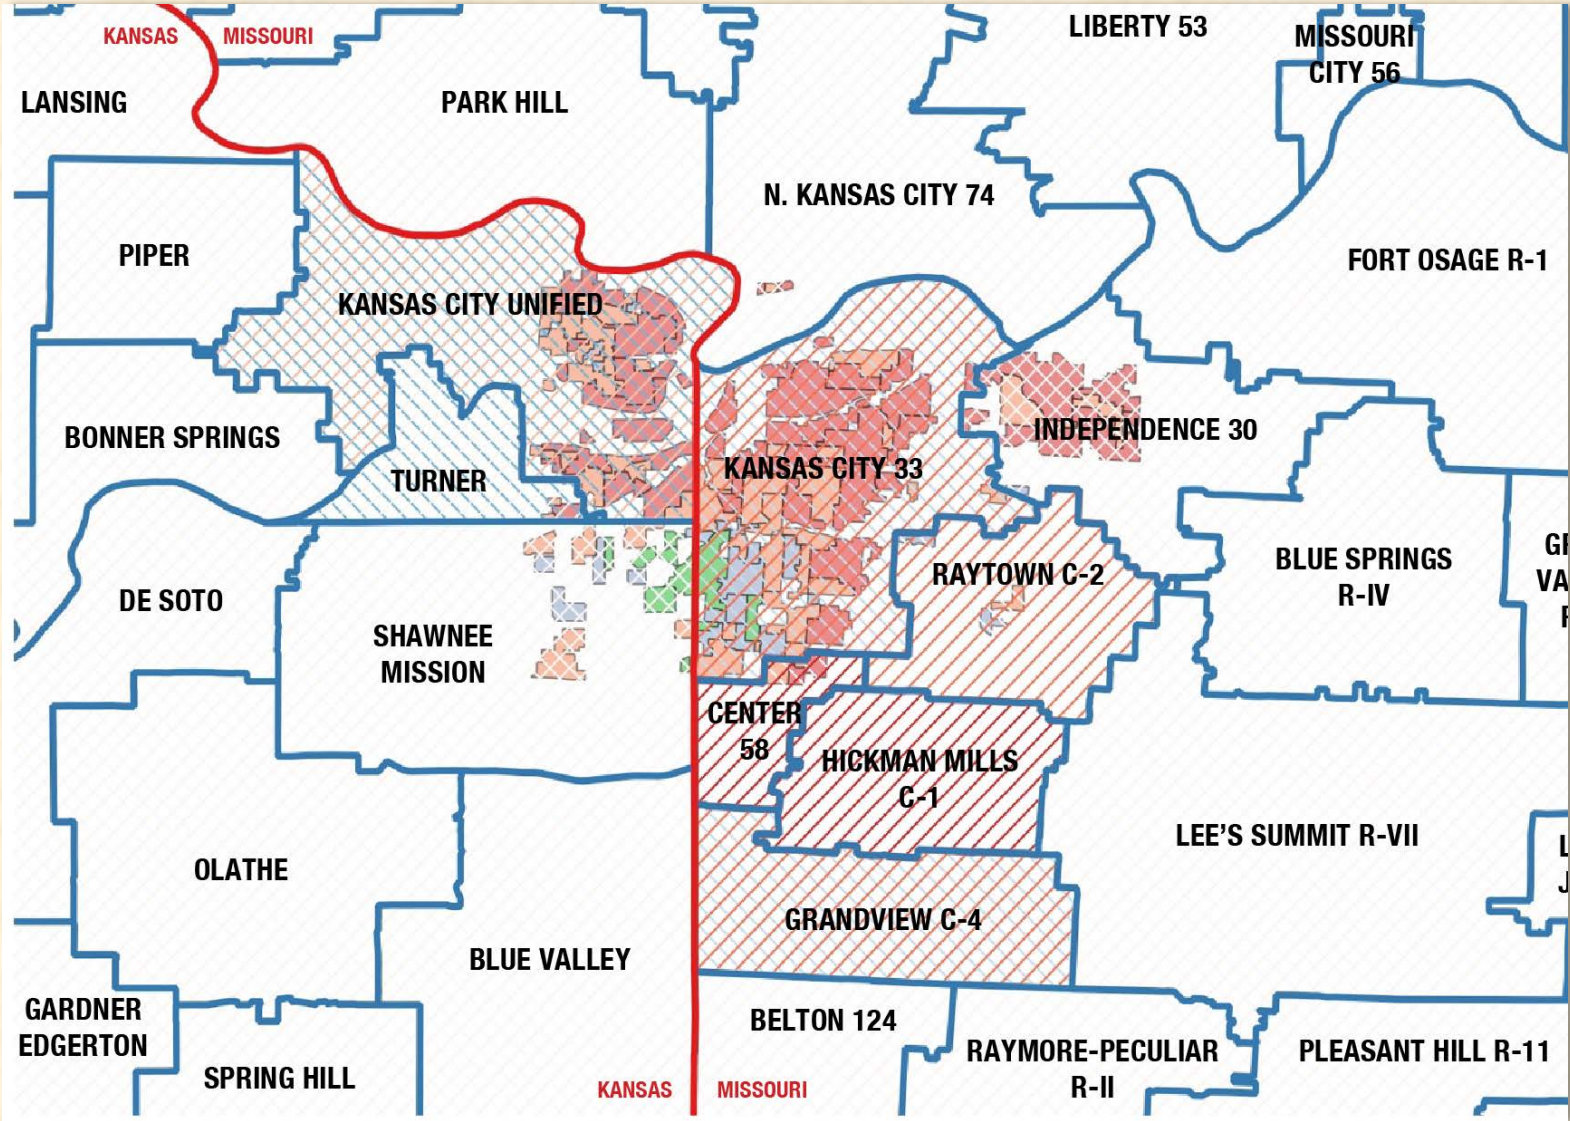 KANSAS
MISSOURI
LIBERTY 53
MISSOURI
CITY 56
LANSING
PARK HILL
N. KANSAS CITY 74
PIPER
FORT OSAGE R-1
KANSAS CITY UNIFIED
BONNER SPRINGS
INDEPENDENCE 30
TURNER
KANSAS CITY 33
BLUE SPRINGS
R-IV
DE SOTO
RAYTOWN C-2
SHAWNEE
MISSION
CENTER
58
HICKMAN MILLS
C-1
LEE'S SUMMIT R-VII
OLATHE
GRANDVIEW C-4
BLUE VALLEY
GARDNER
EDGERTON
BELTON 124
SPRING HILL
RAYMORE-PECULIAR
R-II
PLEASANT HILL R-11
KANSAS
MISSOURI